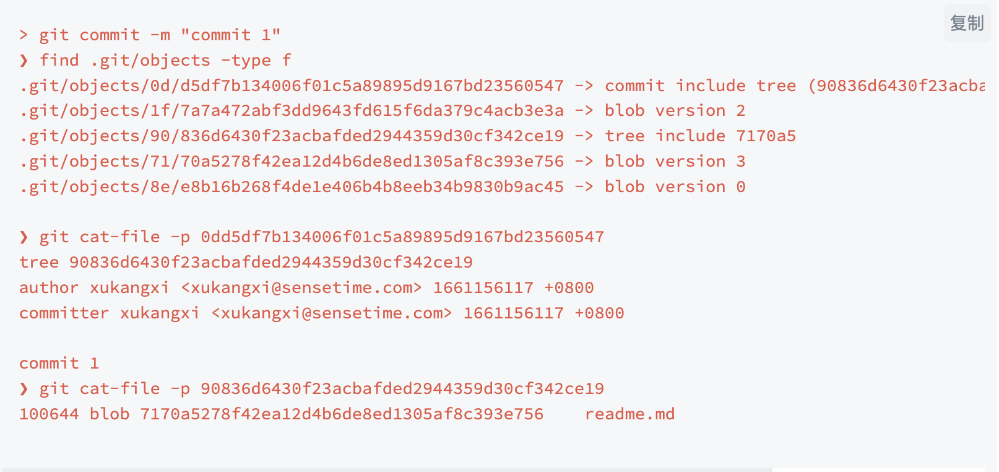 复制
> git commit -m "commit 1"
❯ find .git/objects -type f
.git/objects/0d/d5df7b134006f01c5a89895d9167bd23560547 -> commit include tree (90836d6430f23acba
.git/objects/1f/7a7a472abf3dd9643fd615f6da379c4acb3e3a -> blob version 2
.git/objects/90/836d6430f23acbafded2944359d30cf342ce19 -> tree include 7170a5
.git/objects/71/70a5278f42ea12d4b6de8ed1305af8c393e756 -> blob version 3
.git/objects/8e/e8b16b268f4de1e406b4b8eeb34b9830b9ac45 -> blob version 0
❯ git cat-file -p 0dd5df7b134006f01c5a89895d9167bd23560547
tree 90836d6430f23acbafded2944359d30cf342ce19
author xukangxi <xukangxi@sensetime.com> 1661156117 +0800
committer xukangxi <xukangxi@sensetime.com> 1661156117 +0800
commit 1
❯ git cat-file -p 90836d6430f23acbafded2944359d30cf342ce19
100644 blob 7170a5278f42ea12d4b6de8ed1305af8c393e756    readme.md